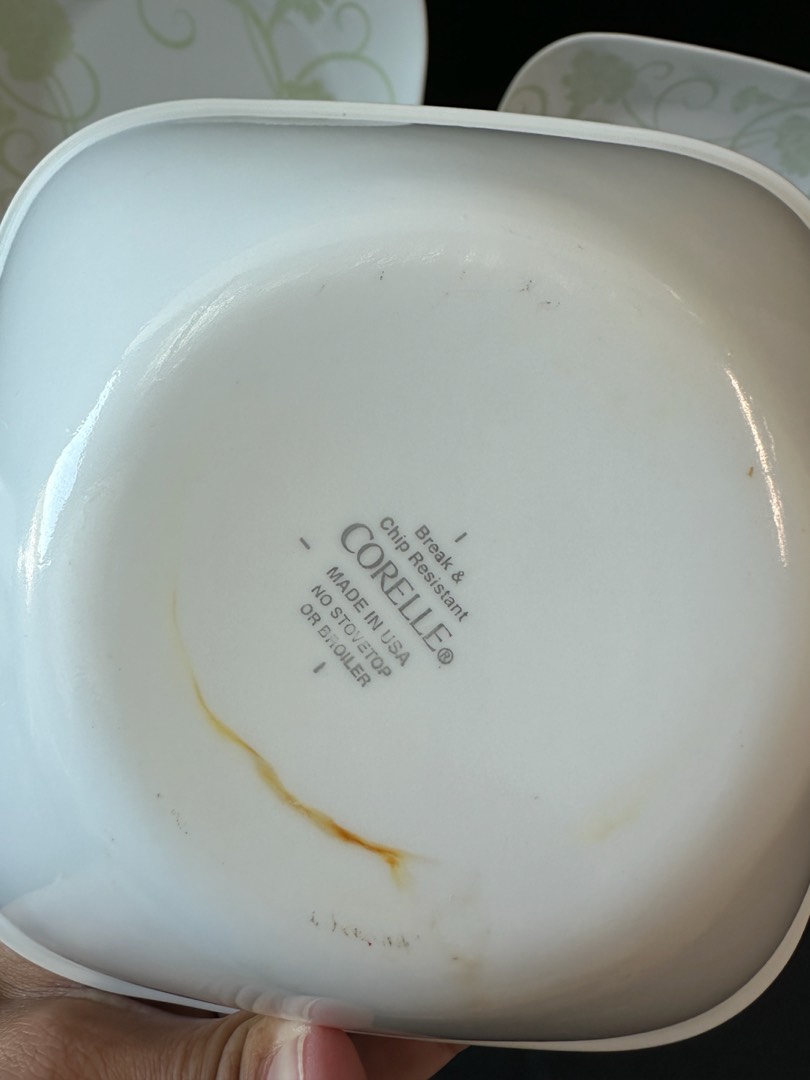 Break &
Chip Resistant
CORELLE®
MADE IN USA
NO STOVETOP
OR BROILER